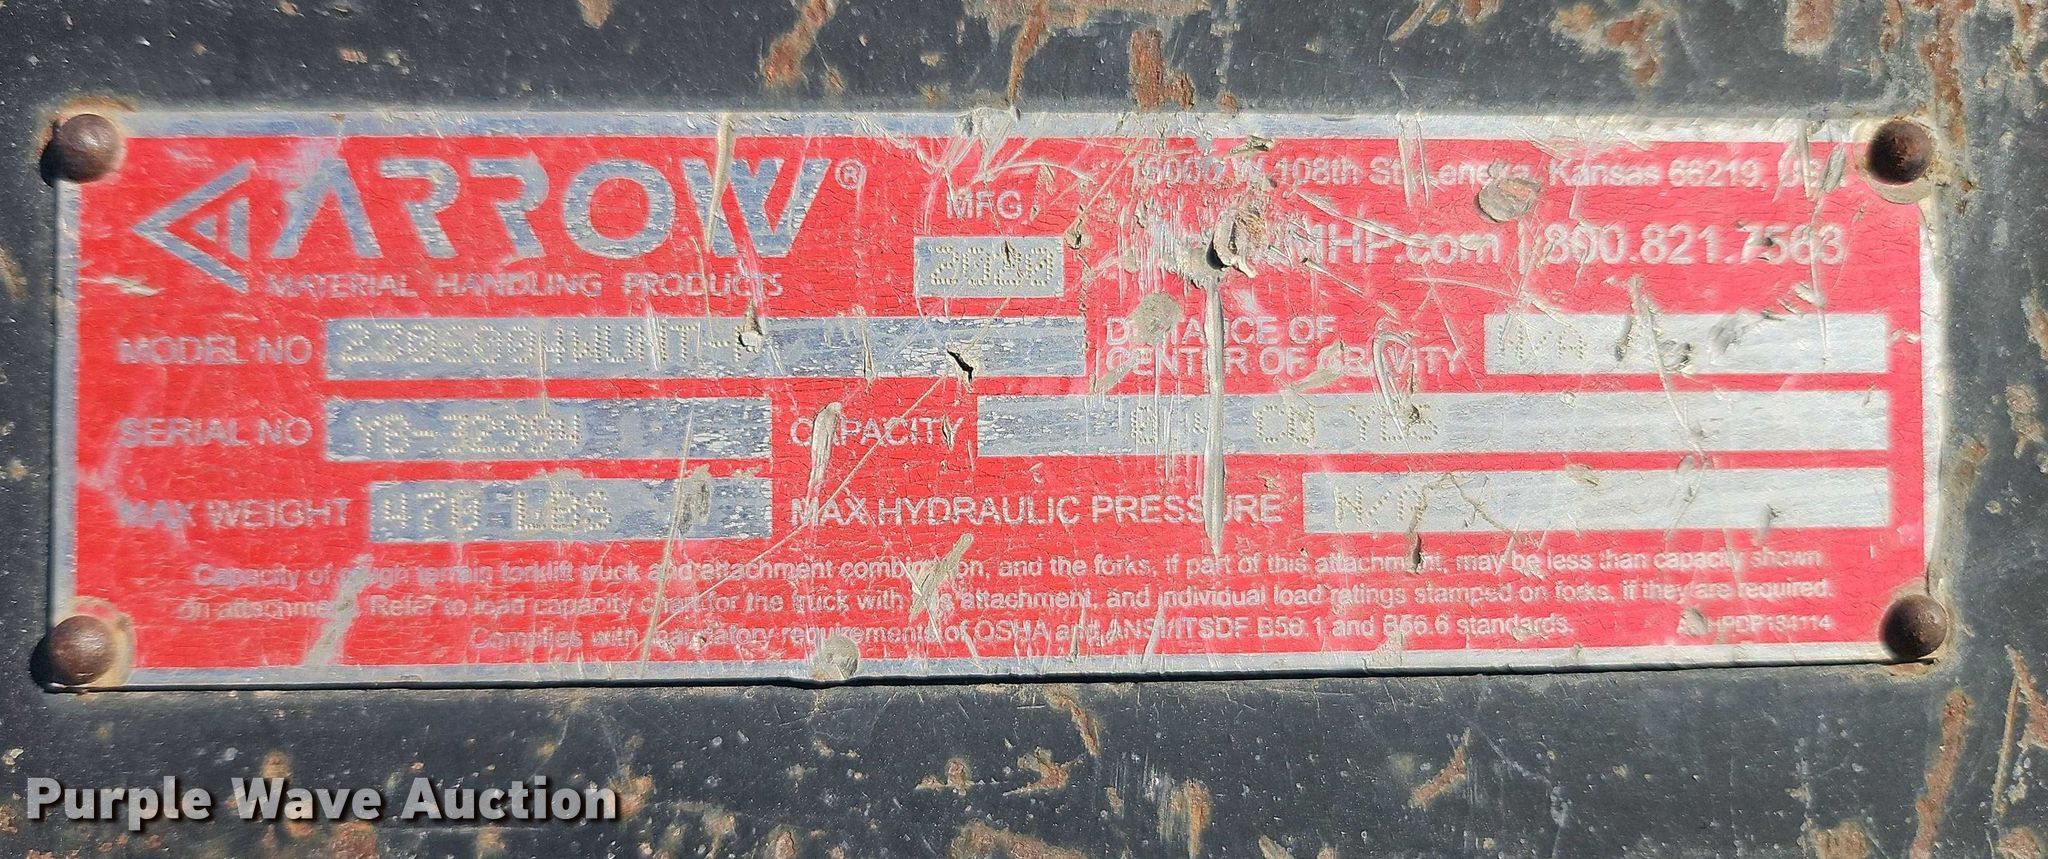 ARROW®
MATERIAL HANDLING PRODUCTS
MFG.
2020
W. 108th St. Lenexa, Kansas 66219,
MHP.com | 800.821.7563
MODEL NO
DISTANCE OF
CENTER OF GRAVITY
N/A
SERIAL NO
CAPACITY
CU YDS
MAX WEIGHT
470 LBS
MAX HYDRAULIC PRESSURE
N/A
Capacity of rough terrain forklift truck and attachment combination, and the forks, if part of this attachment, may be less than capacity shown
on attachment. Refer to load capacity chart for the truck with this attachment, and individual load ratings stamped on forks, if they are required.
Complies with mandatory requirements of OSHA and ANSI/ITSDF B56.1 and B56.6 standards.
Purple Wave Auction